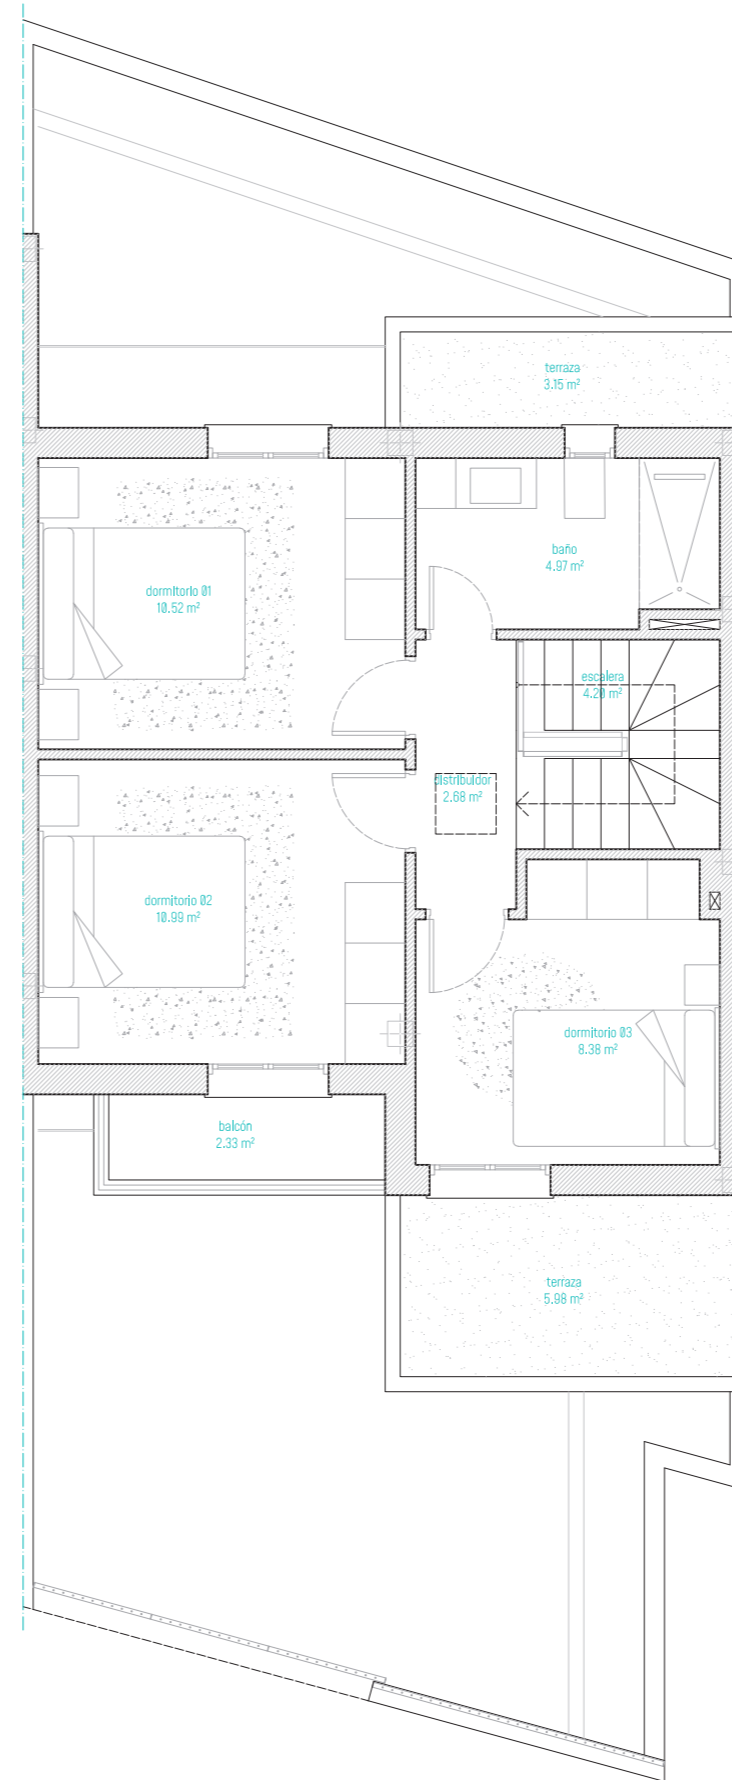 terraza
3.15 m²
baño
4.97 m²
dormitorio 01
10.52 m²
escalera
4.20 m²
distribuidor
2.68 m²
dormitorio 02
10.99 m²
dormitorio 03
8.38 m²
balcón
2.33 m²
terraza
5.98 m²